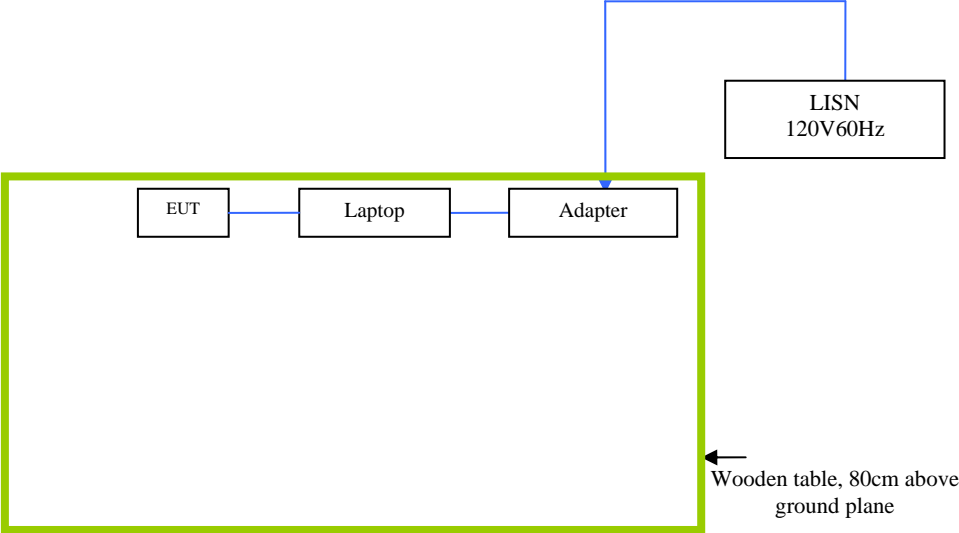 LISN
120V60Hz
EUT
Laptop
Adapter
Wooden table, 80cm above
ground plane